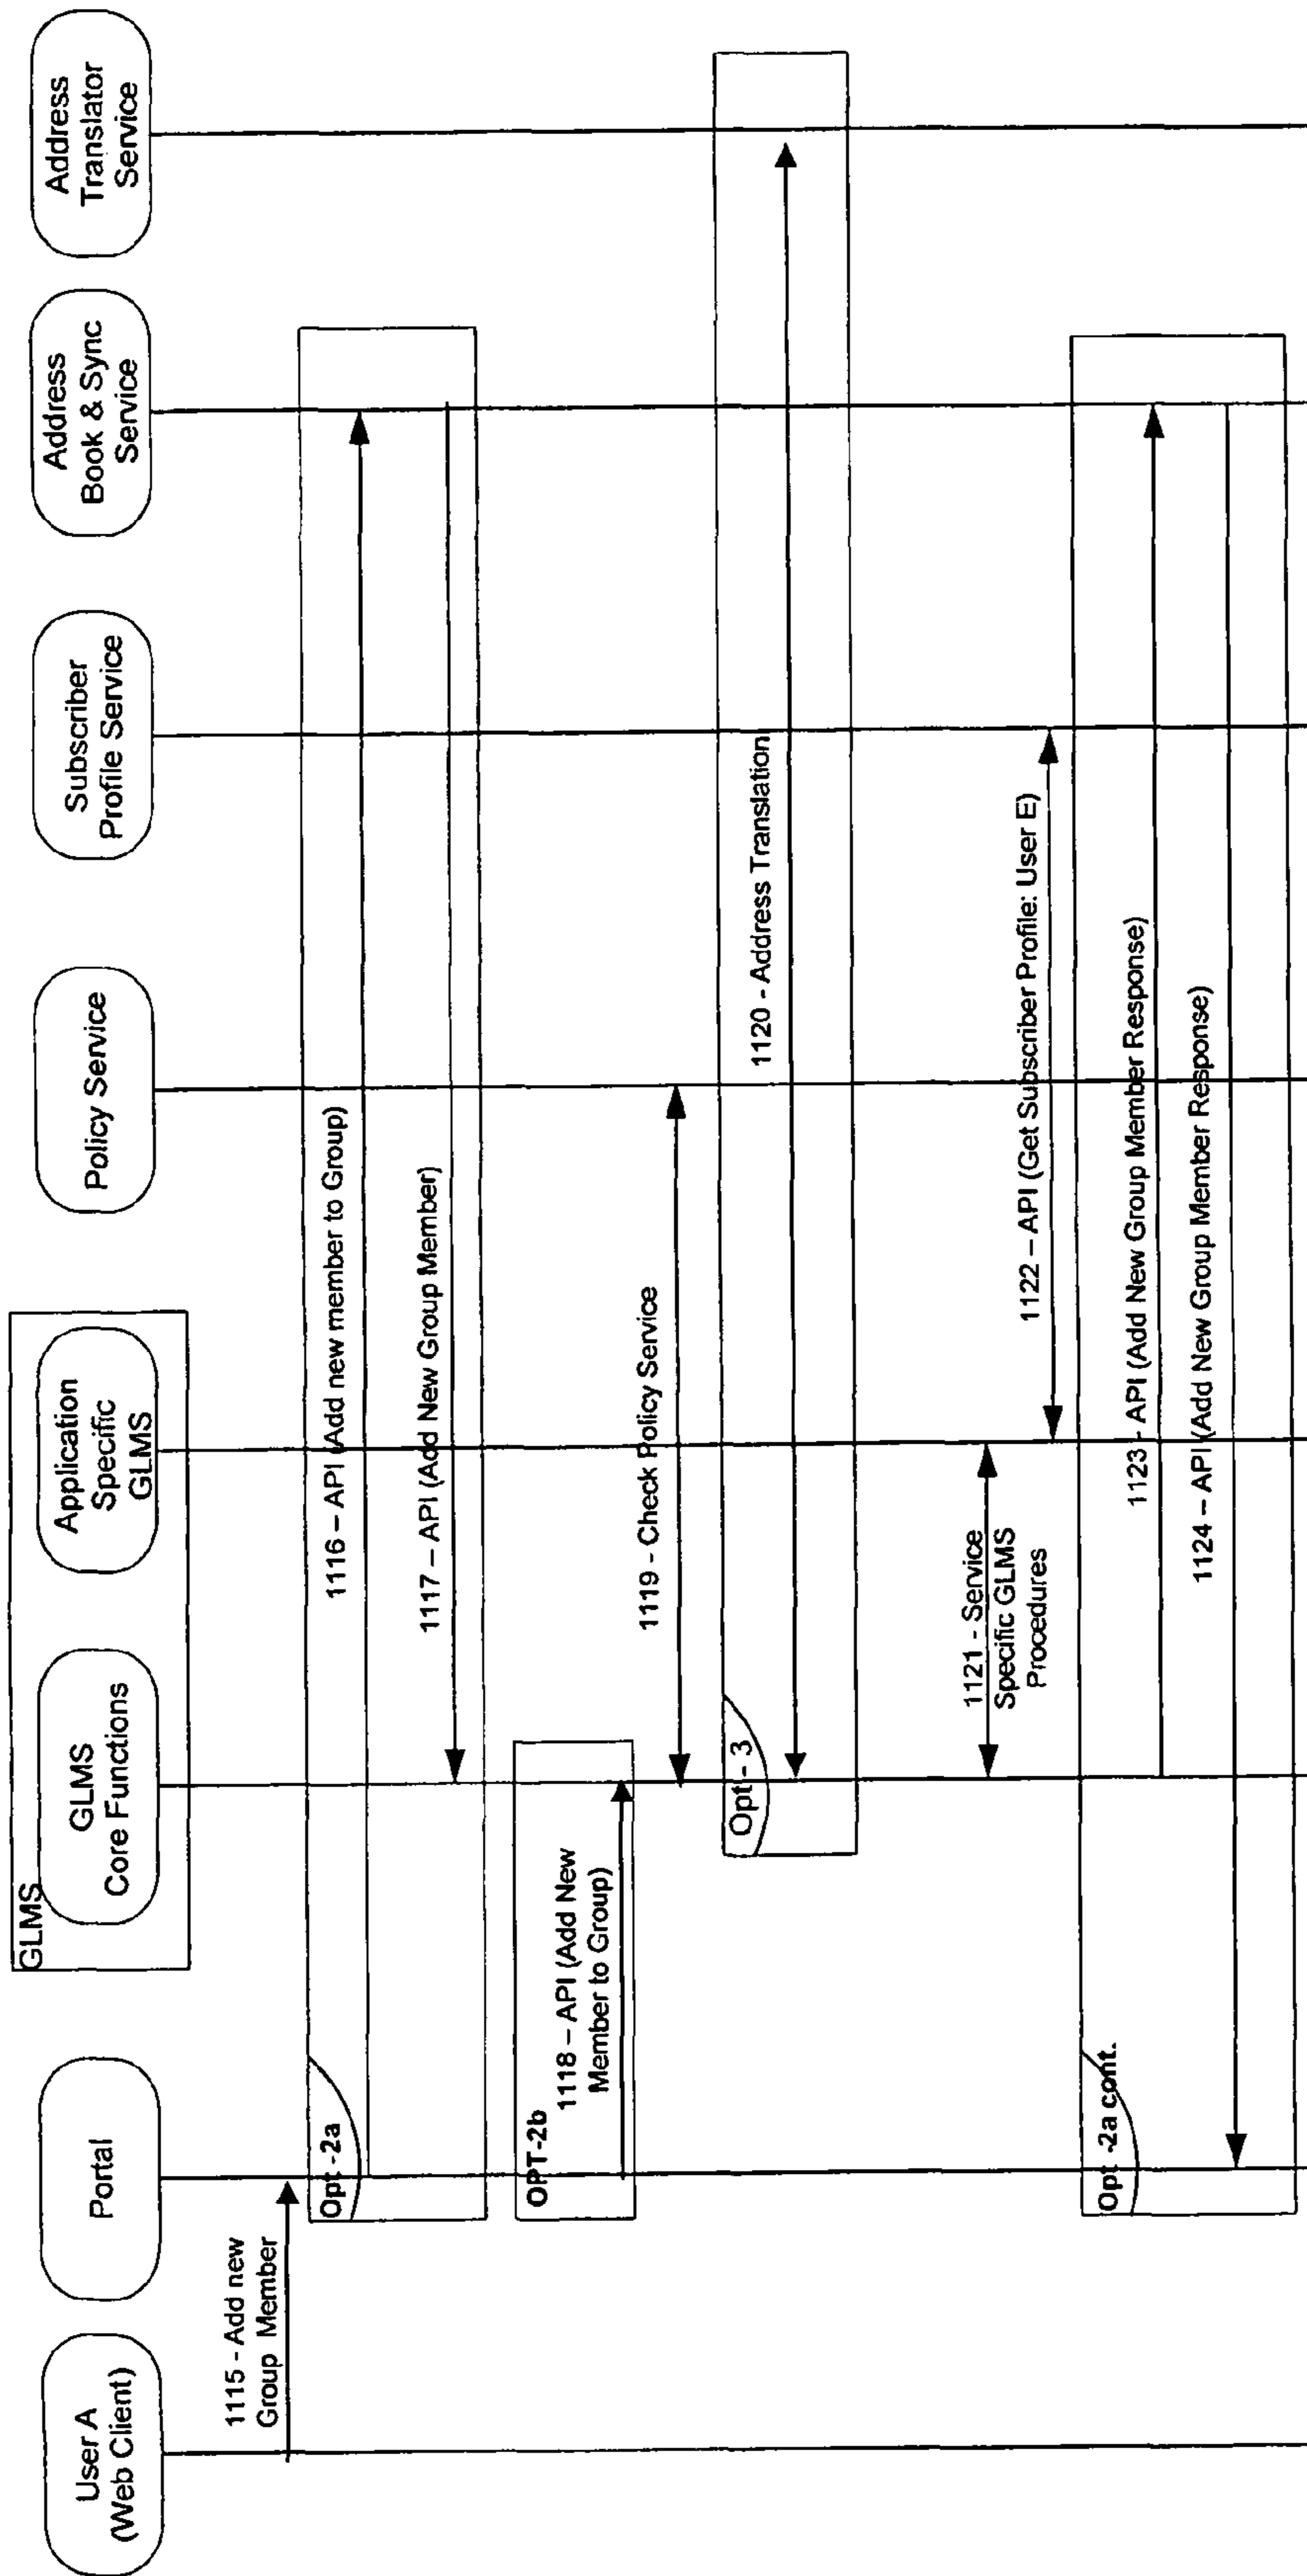 User A
(Web Client)
Portal
GLMS
GLMS
Core Functions
Application
Specific
GLMS
Policy Service
Subscriber
Profile Service
Address
Book & Sync
Service
Address
Translator
Service
1115 - Add new
Group Member
Opt -2a
1116 – API (Add new member to Group)
1117 – API (Add New Group Member)
OPT-2b
1118 – API (Add New
Member to Group)
1119 - Check Policy Service
Opt - 3
1120 - Address Translation
1121 - Service
Specific GLMS
Procedures
1122 – API (Get Subscriber Profile: User E)
Opt -2a cont.
1123 - API (Add New Group Member Response)
1124 – API (Add New Group Member Response)